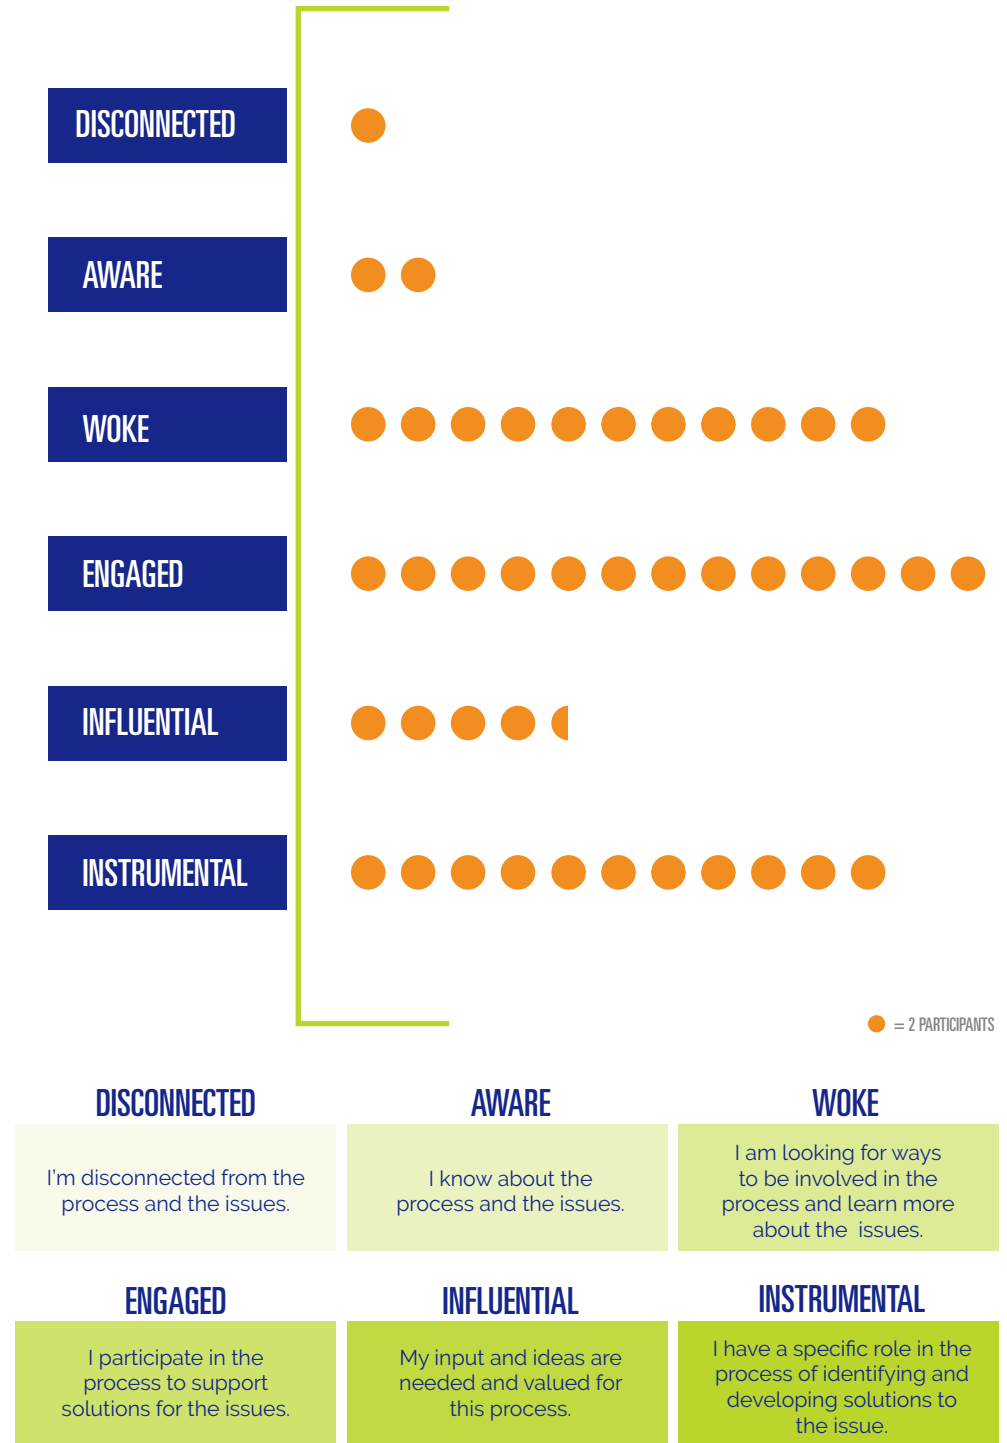 DISCONNECTED
AWARE
WOKE
ENGAGED
INFLUENTIAL
INSTRUMENTAL
= 2 PARTICIPANTS
DISCONNECTED
I'm disconnected from the
process and the issues.
AWARE
I know about the
process and the issues.
WOKE
I am looking for ways
to be involved in the
process and learn more
about the issues.
ENGAGED
I participate in the
process to support
solutions for the issues.
INFLUENTIAL
My input and ideas are
needed and valued for
this process.
INSTRUMENTAL
I have a specific role in the
process of identifying and
developing solutions to
the issue.